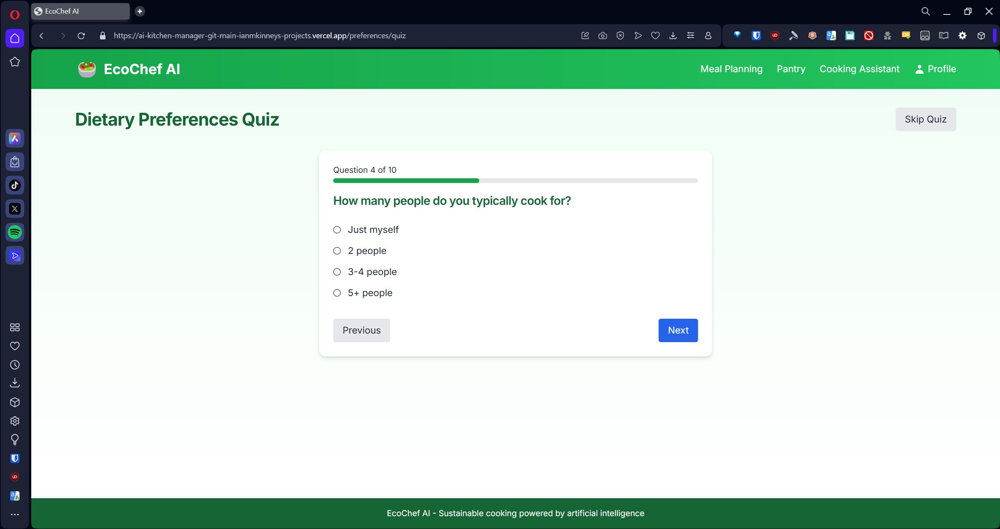 EcoChef AI
https://ai-kitchen-manager-git-main-ianmkinneys-projects.vercel.app/preferences/quiz
EcoChef AI
Meal Planning
Pantry
Cooking Assistant
Profile
Dietary Preferences Quiz
Skip Quiz
Question 4 of 10
How many people do you typically cook for?
Just myself
2 people
3-4 people
5+ people
Previous
Next
EcoChef AI - Sustainable cooking powered by artificial intelligence